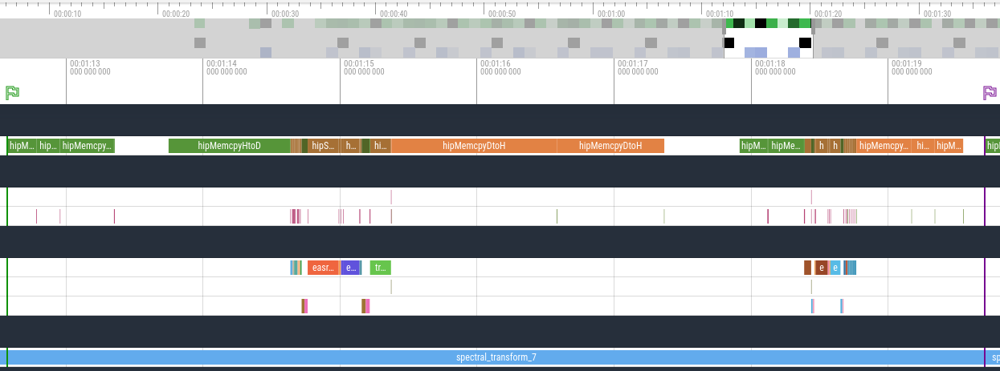 00:00:10 00:00:20 00:00:30 00:00:40 00:00:50 00:01:00 00:01:10 00:01:20 00:01:30
00:01:13 00:01:14 00:01:15 00:01:16 00:01:17 00:01:18 00:01:19
000 000 000 000 000 000 000 000 000 000 000 000 000 000 000 000 000 000 000 000 000
hipM... hip... hipMemcpy... hipMemcpyHtoD hipS... h... hi... hipMemcpyDtoH hipMemcpyDtoH hipM... hipMe... h h hipMemcpy... hi... hipM... hip
easr... e... tr... e e
spectral_transform_7 sp